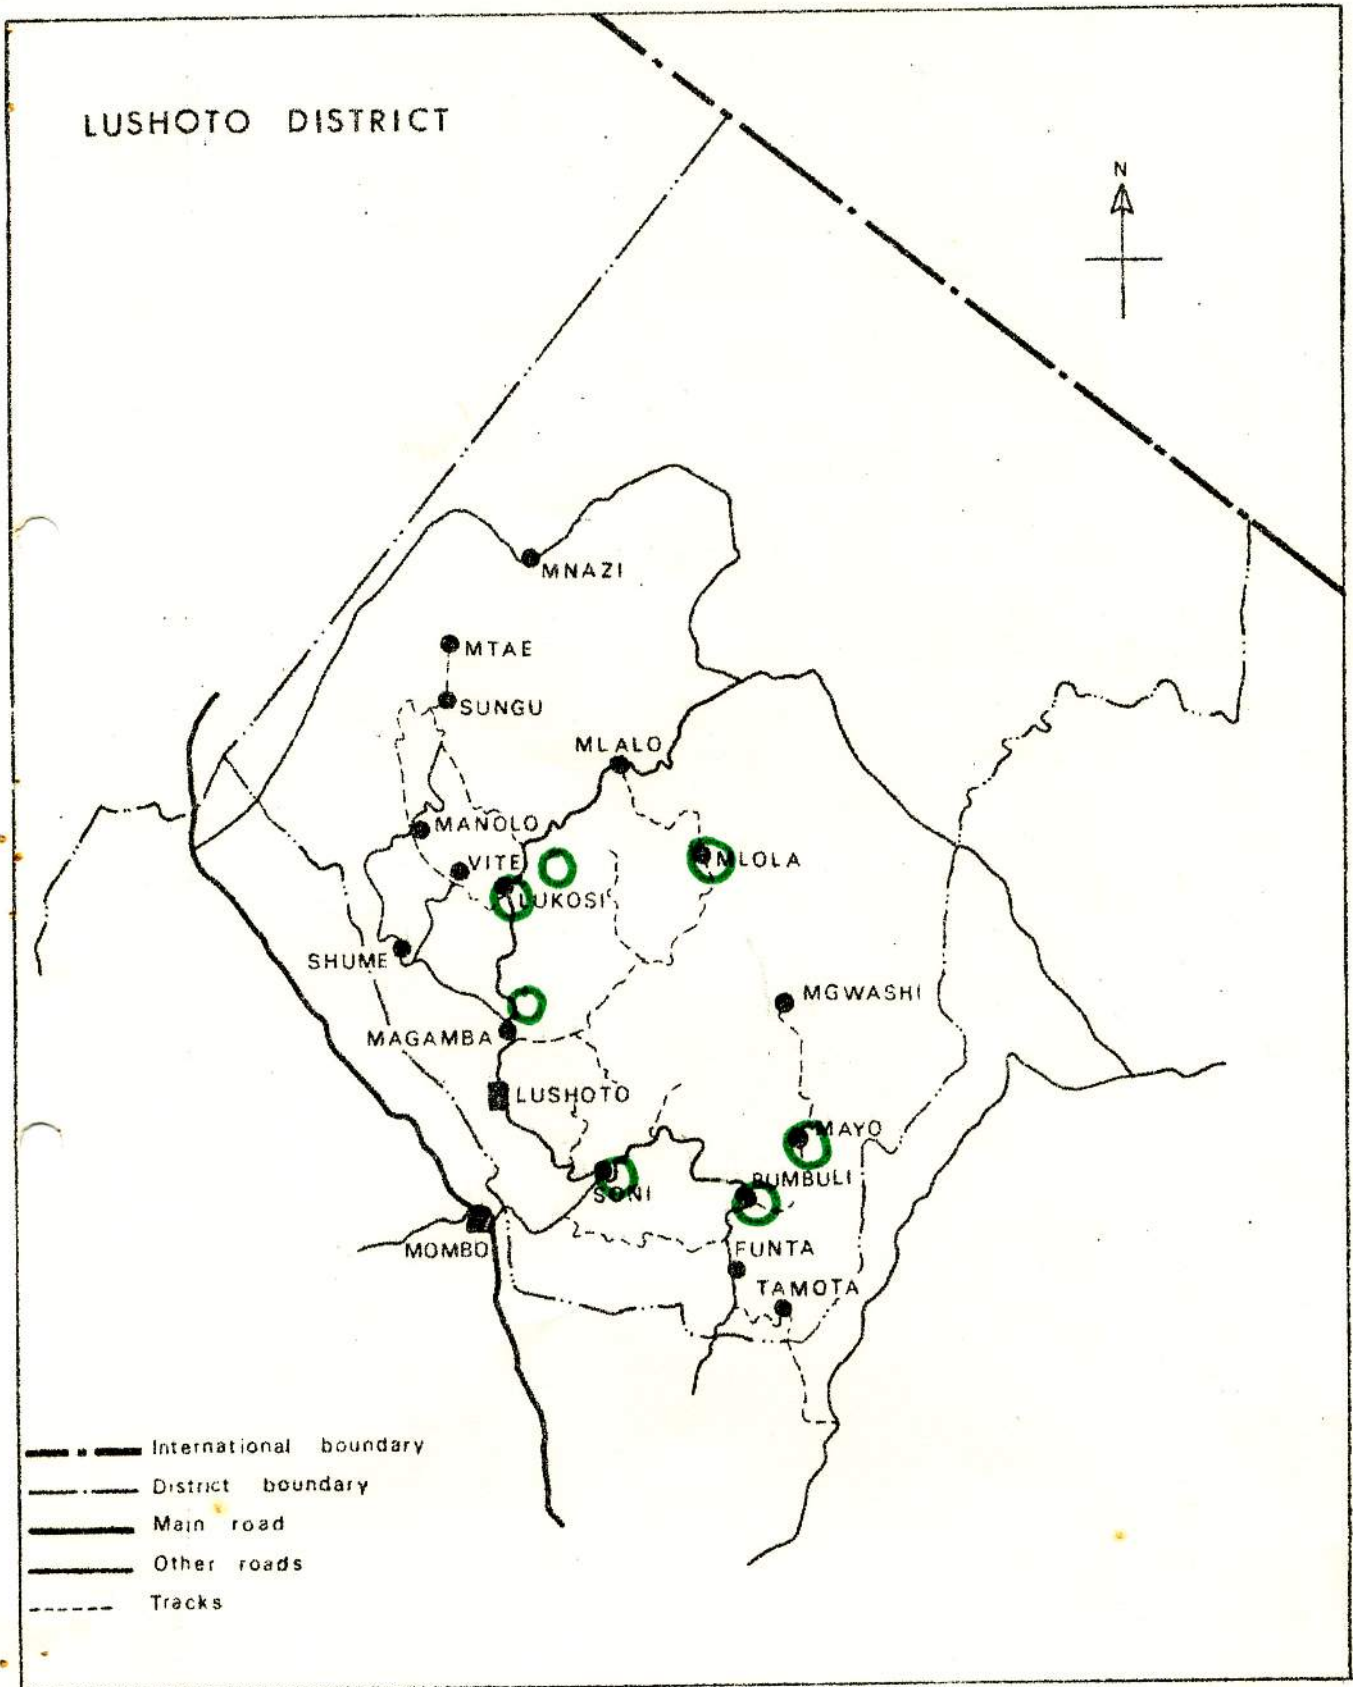 LUSHOTO DISTRICT
N
MNAZI
MTAE
SUNGU
MLALO
MANOLO
VITE
MLOLA
LUKOSI
SHUME
MGWASHI
MAGAMBA
LUSHOTO
MAYO
BUMBULI
SONI
MOMBO
FUNTA
TAMOTA
International boundary
District boundary
Main road
Other roads
Tracks